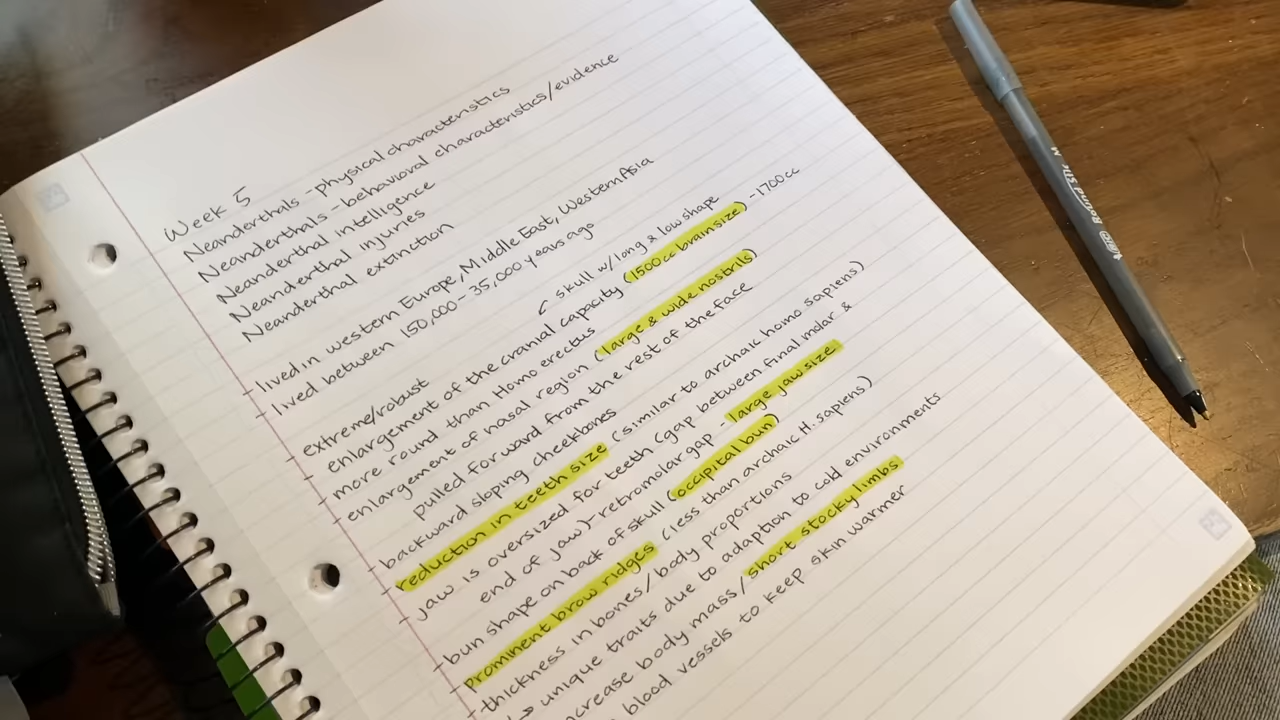 Week 5
Neanderthals - physical characteristics
Neanderthals - behavioral characteristics/evidence
Neanderthal intelligence
Neanderthal injuries
Neanderthal extinction
- lived in western Europe, Middle East, Western Asia
- lived between 150,000 - 35,000 years ago
skull w/ long & low shape
- extreme/robust
enlargement of the cranial capacity (1500cc brain size) - 1700cc
- more round than Homo erectus
- enlargement of nasal region (large & wide nostrils)
pulled forward from the rest of the face
- backward sloping cheekbones
- reduction in teeth size (similar to archaic homo sapiens)
- jaw is oversized for teeth (gap between final molar &
end of jaw) - retromolar gap - large jaw size
- bun shape on back of skull (occipital bun)
- prominent brow ridges (less than archaic H. sapiens)
- thickness in bones/body proportions
↳ unique traits due to adaption to cold environments
increase body mass/short stocky limbs
blood vessels to keep skin warmer
BIC Round Stic M